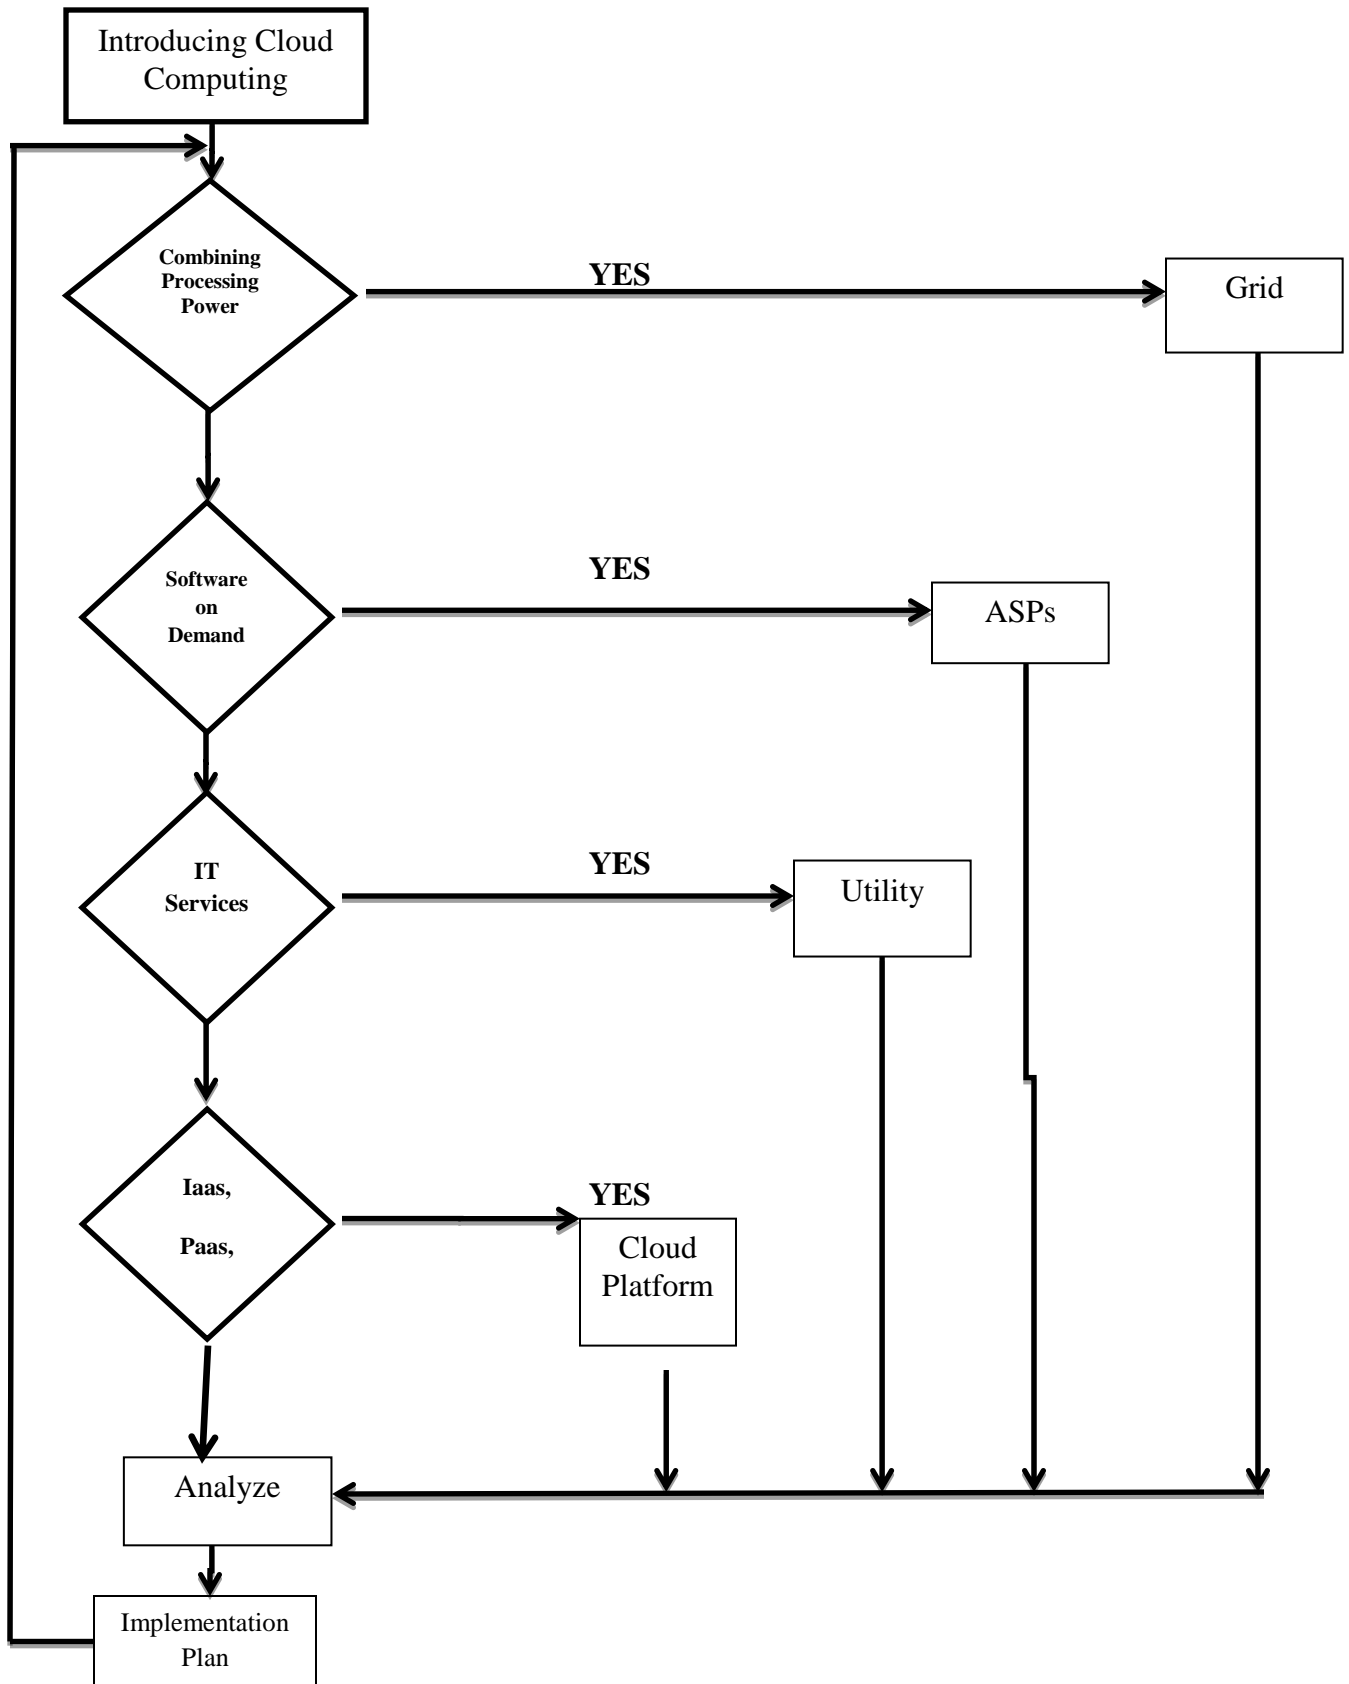 Introducing Cloud
Computing
Combining
Processing
Power
YES
Grid
Software
on
Demand
YES
ASPs
IT
Services
YES
Utility
Iaas,
Paas,
YES
Cloud
Platform
Analyze
Implementation
Plan